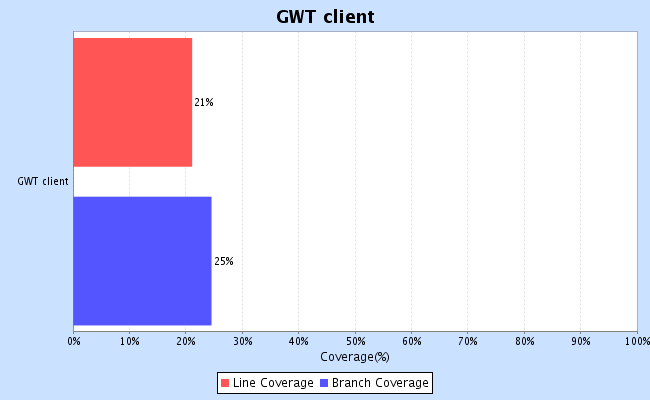 GWT client
21%
GWT client
25%
0% 10% 20% 30% 40% 50% 60% 70% 80% 90% 100%
Coverage(%)
Line Coverage Branch Coverage